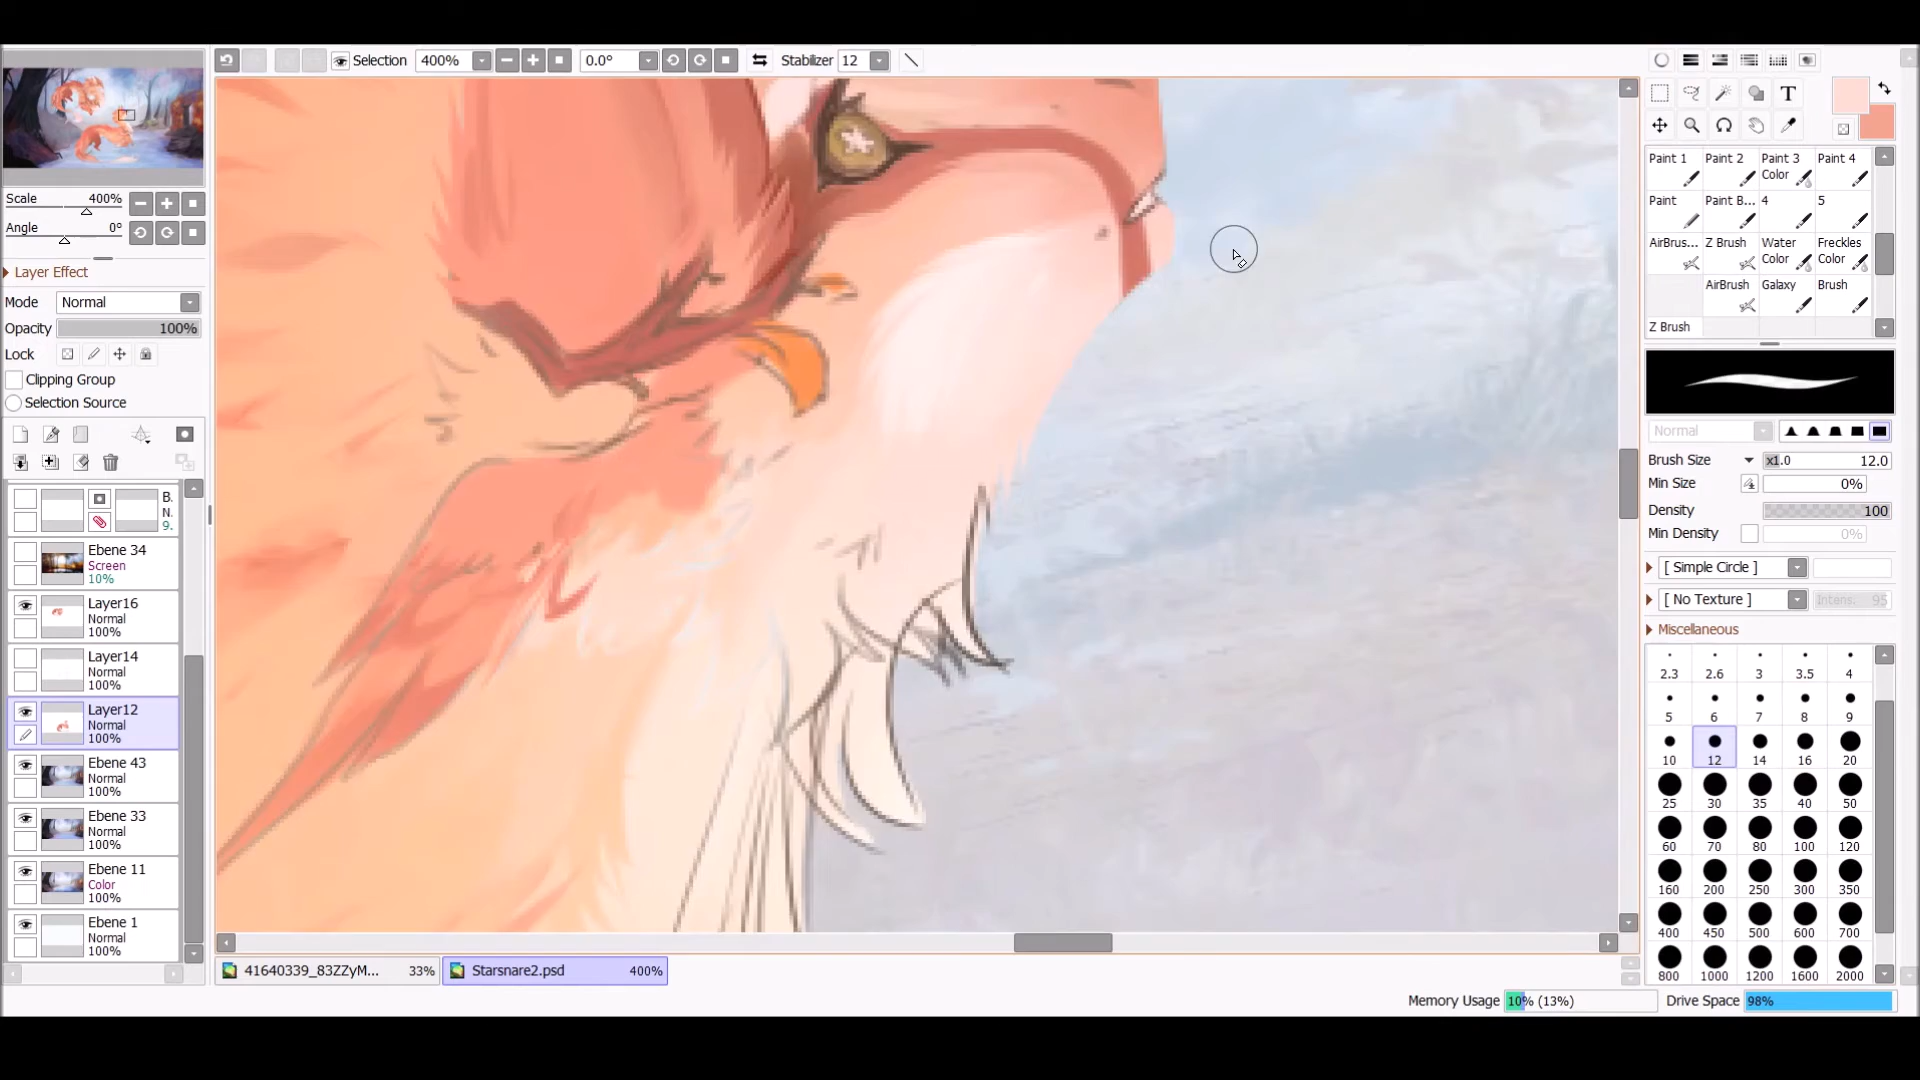 Selection 400% 0.0° Stabilizer 12
Scale 400%
Angle 0°
Layer Effect
Mode Normal
Opacity 100%
Lock
Clipping Group
Selection Source
B.
N.
9.
Ebene 34
Screen
10%
Layer16
Normal
100%
Layer14
Normal
100%
Layer12
Normal
100%
Ebene 43
Normal
100%
Ebene 33
Normal
100%
Ebene 11
Color
100%
Ebene 1
Normal
100%
41640339_83ZZyM... 33% Starsnare2.psd 400%
T
Paint 1 Paint 2 Paint 3 Color Paint 4
Paint Paint B... 4 5
AirBrus... Z Brush Water Color Freckles Color
AirBrush Galaxy Brush
Z Brush
Normal
Brush Size x1.0 12.0
Min Size 0%
Density 100
Min Density 0%
[ Simple Circle ]
[ No Texture ] Intens. 95
Miscellaneous
2.3 2.6 3 3.5 4
5 6 7 8 9
10 12 14 16 20
25 30 35 40 50
60 70 80 100 120
160 200 250 300 350
400 450 500 600 700
800 1000 1200 1600 2000
Memory Usage 10% (13%) Drive Space 98%